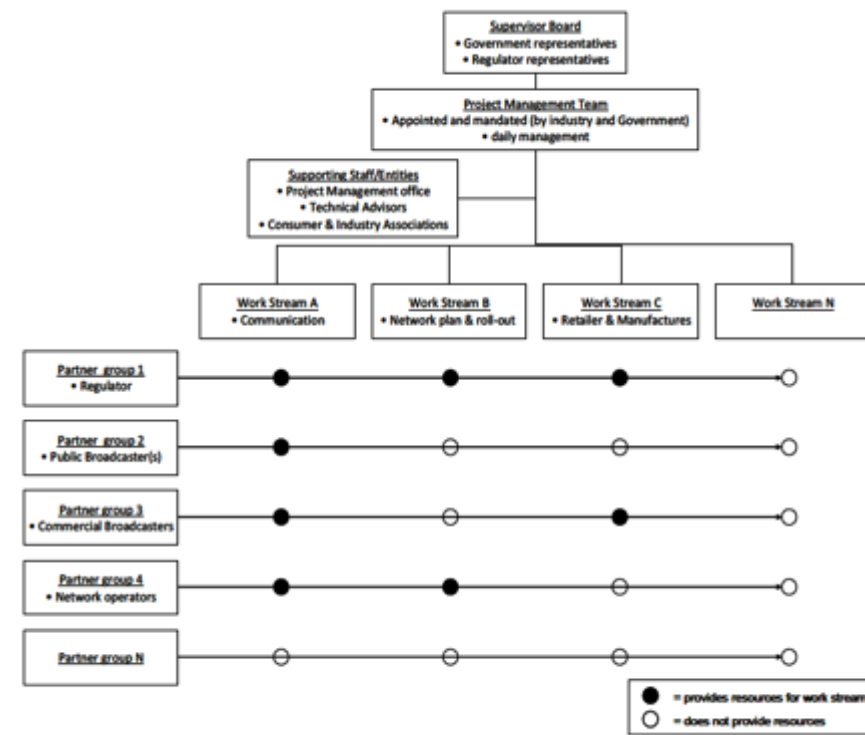 Supervisor Board
• Government representatives
• Regulator representatives
Project Management Team
• Appointed and mandated (by industry and Government)
• daily management
Supporting Staff/Entities
• Project Management office
• Technical Advisors
• Consumer & Industry Associations
Work Stream A
• Communication
Work Stream B
• Network plan & roll-out
Work Stream C
• Retailer & Manufactures
Work Stream N
Partner group 1
• Regulator
Partner group 2
• Public Broadcaster(s)
Partner group 3
• Commercial Broadcasters
Partner group 4
• Network operators
Partner group N
= provides resources for work stream
= does not provide resources